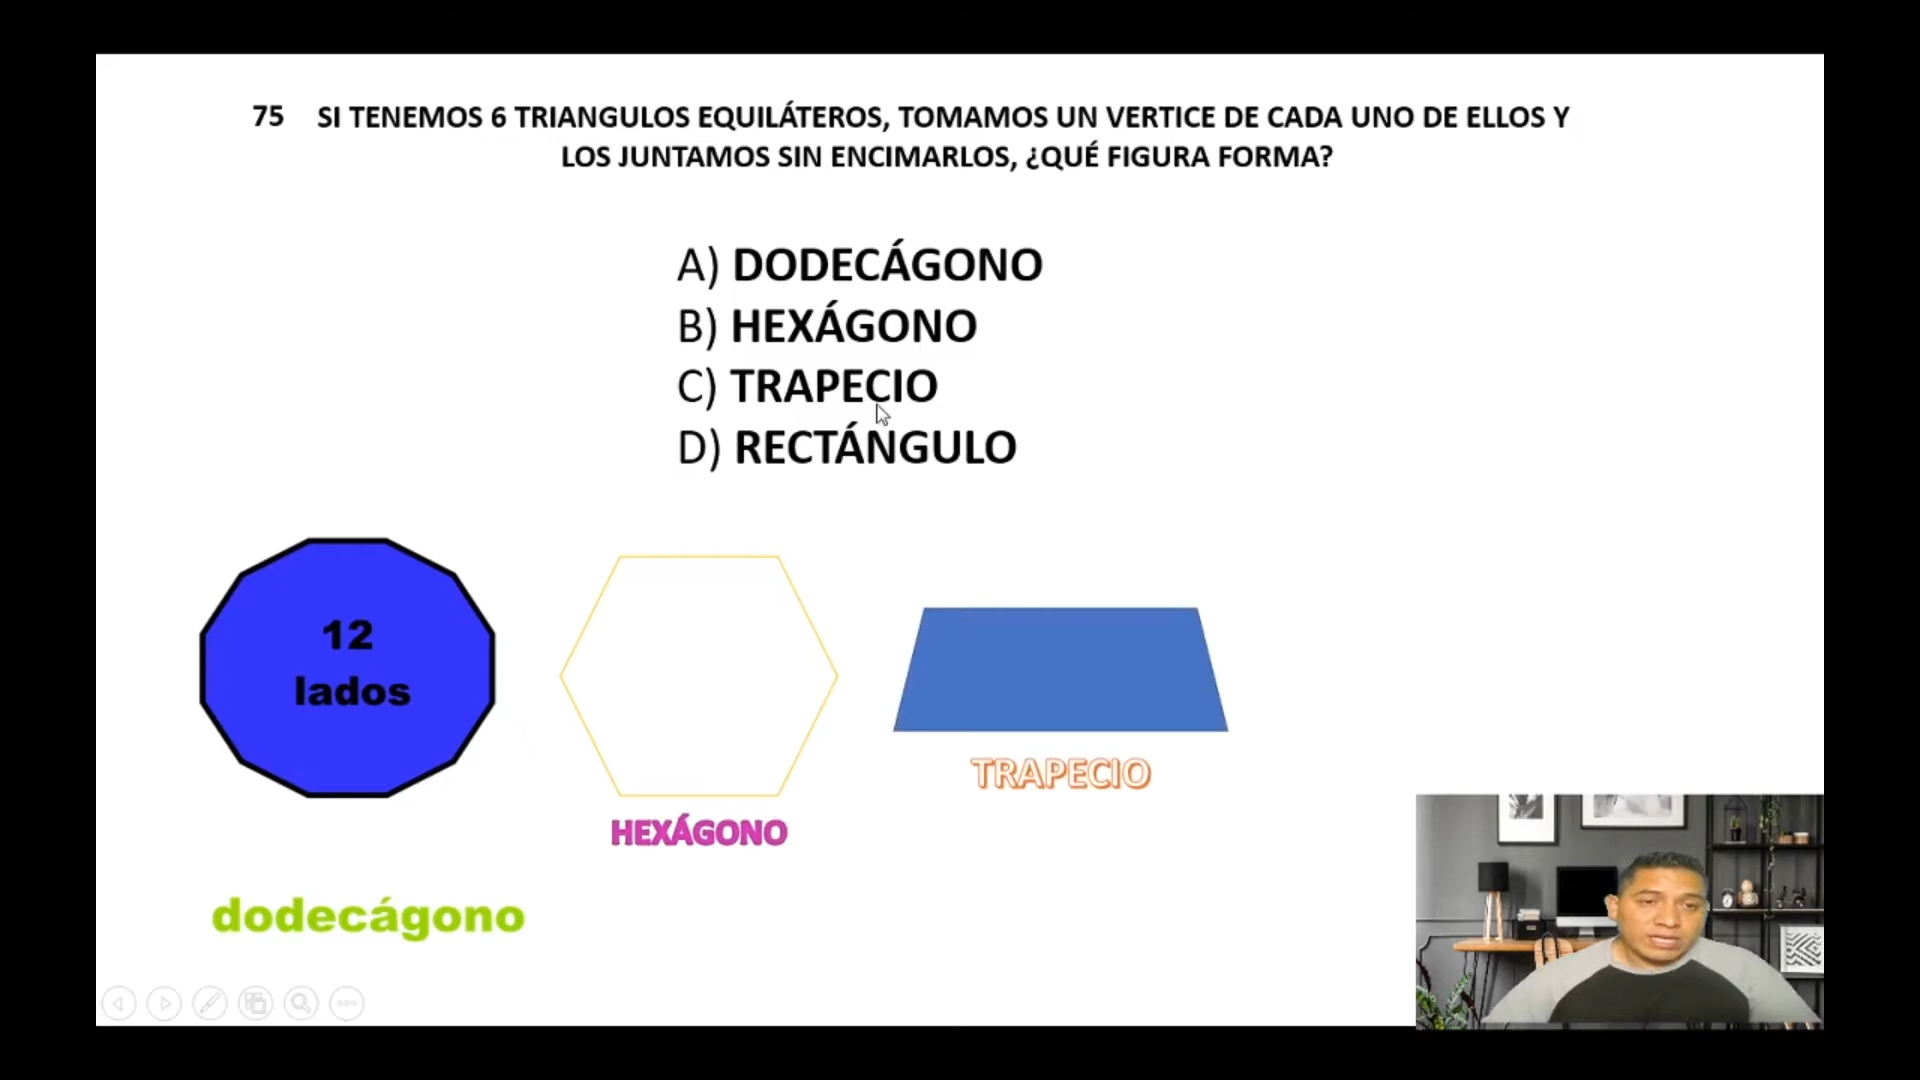 75 SI TENEMOS 6 TRIANGULOS EQUILÁTEROS, TOMAMOS UN VERTICE DE CADA UNO DE ELLOS Y
LOS JUNTAMOS SIN ENCIMARLOS, ¿QUÉ FIGURA FORMA?
A) DODECÁGONO
B) HEXÁGONO
C) TRAPECIO
D) RECTÁNGULO
12
lados
TRAPECIO
HEXÁGONO
dodecágono